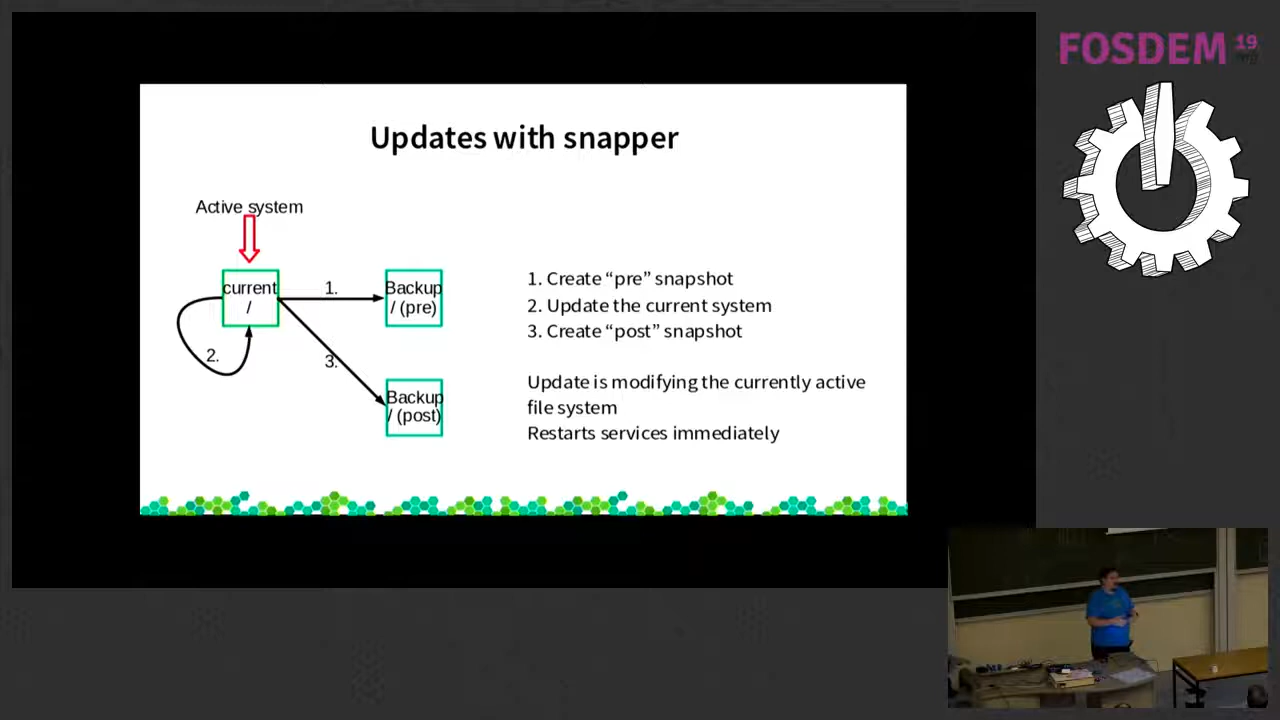 FOSDEM 19
.org
Updates with snapper
Active system
current
/
1.
Backup
/ (pre)
2.
3.
Backup
/ (post)
1. Create “pre” snapshot
2. Update the current system
3. Create “post” snapshot
Update is modifying the currently active
file system
Restarts services immediately